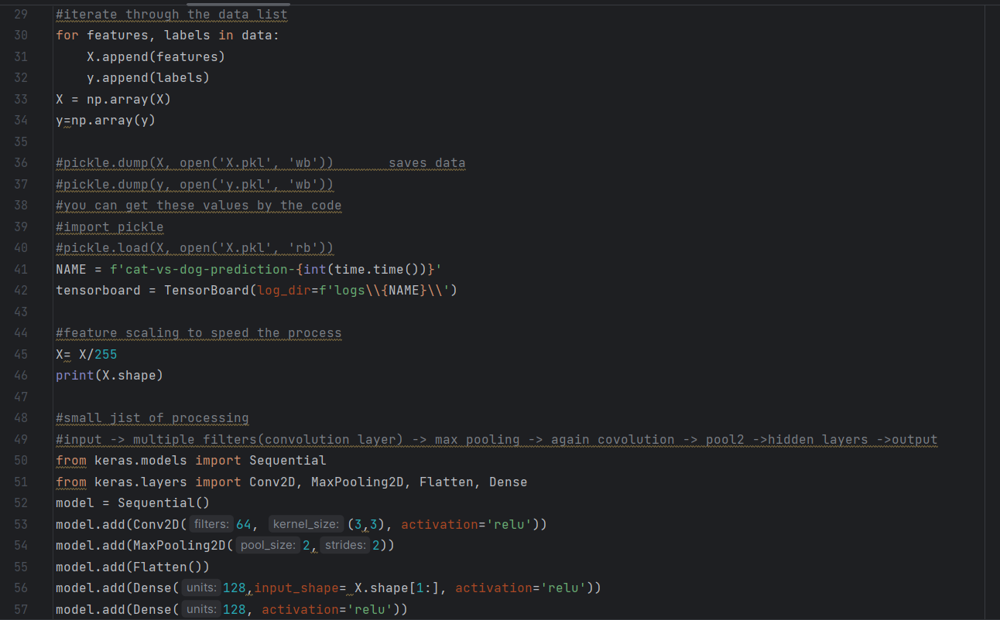 29 #iterate through the data list
30 for features, labels in data:
31     X.append(features)
32     y.append(labels)
33 X = np.array(X)
34 y=np.array(y)
35
36 #pickle.dump(X, open('X.pkl', 'wb'))       saves data
37 #pickle.dump(y, open('y.pkl', 'wb'))
38 #you can get these values by the code
39 #import pickle
40 #pickle.load(X, open('X.pkl', 'rb'))
41 NAME = f'cat-vs-dog-prediction-{int(time.time())}'
42 tensorboard = TensorBoard(log_dir=f'logs\\{NAME}\\')
43
44 #feature scaling to speed the process
45 X= X/255
46 print(X.shape)
47
48 #small jist of processing
49 #input -> multiple filters(convolution layer) -> max pooling -> again covolution -> pool2 ->hidden layers ->output
50 from keras.models import Sequential
51 from keras.layers import Conv2D, MaxPooling2D, Flatten, Dense
52 model = Sequential()
53 model.add(Conv2D( filters: 64, kernel_size: (3,3), activation='relu'))
54 model.add(MaxPooling2D( pool_size: 2, strides: 2))
55 model.add(Flatten())
56 model.add(Dense( units: 128,input_shape= X.shape[1:], activation='relu'))
57 model.add(Dense( units: 128, activation='relu'))